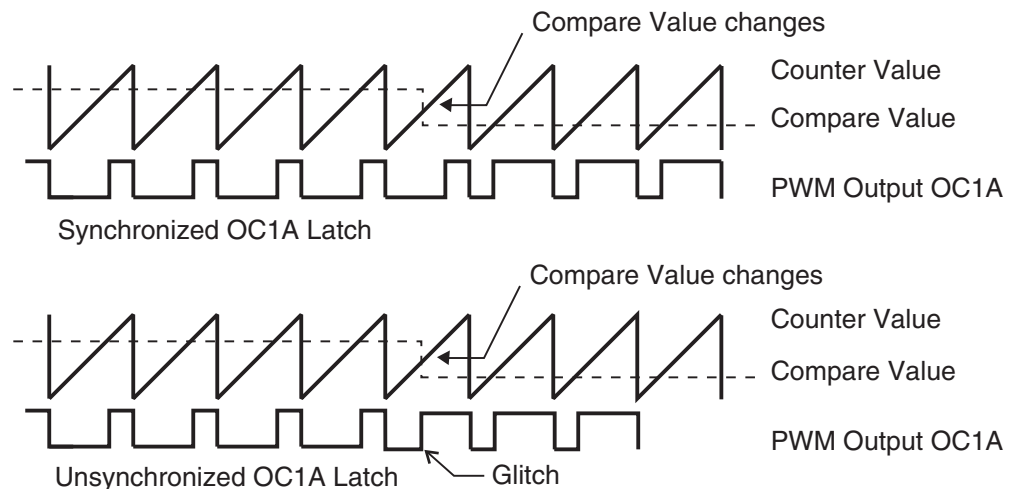 Compare Value changes
Counter Value
Compare Value
PWM Output OC1A
Synchronized OC1A Latch
Compare Value changes
Counter Value
Compare Value
PWM Output OC1A
Unsynchronized OC1A Latch
Glitch